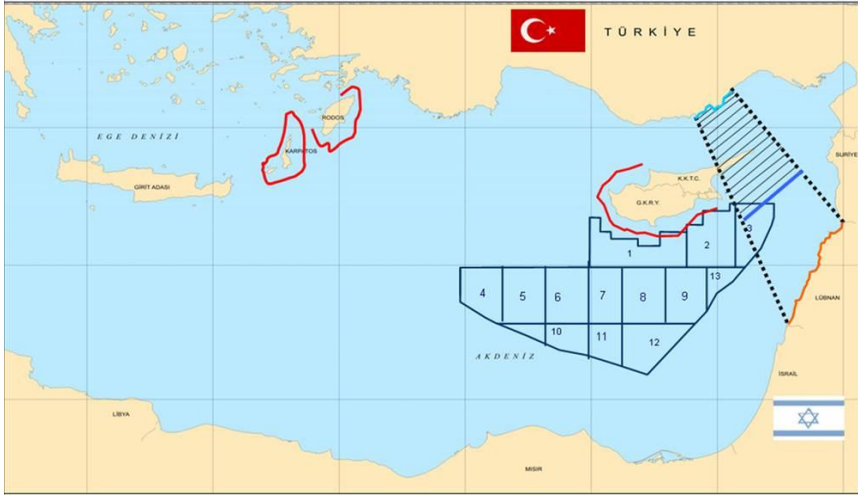 TÜRKİYE
RODOS
EGE DENİZİ
KARPATOS
SURİYE
K.K.T.C.
GİRİT ADASI
G.K.R.Y.
3
2
1
13
4
5
6
7
8
9
LÜBNAN
10
11
12
AKDENİZ
İSRAİL
LİBYA
MISIR